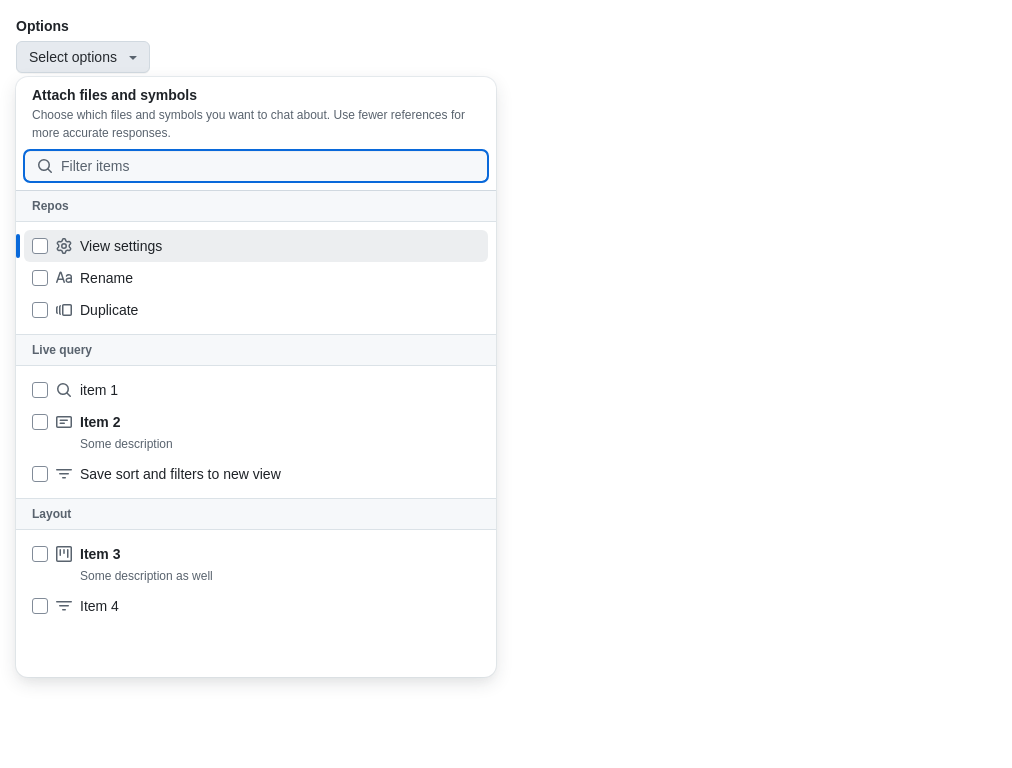 Options
Select options
Attach files and symbols
Choose which files and symbols you want to chat about. Use fewer references for
more accurate responses.
Filter items
Repos
View settings
Rename
Duplicate
Live query
item 1
Item 2
Some description
Save sort and filters to new view
Layout
Item 3
Some description as well
Item 4